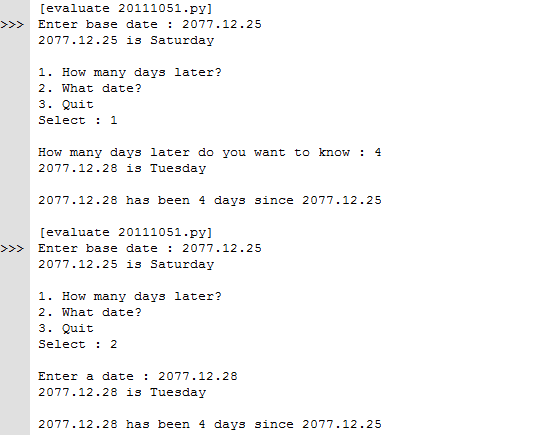 [evaluate 20111051.py]
>>> Enter base date : 2077.12.25
2077.12.25 is Saturday
1. How many days later?
2. What date?
3. Quit
Select : 1
How many days later do you want to know : 4
2077.12.28 is Tuesday
2077.12.28 has been 4 days since 2077.12.25
[evaluate 20111051.py]
>>> Enter base date : 2077.12.25
2077.12.25 is Saturday
1. How many days later?
2. What date?
3. Quit
Select : 2
Enter a date : 2077.12.28
2077.12.28 is Tuesday
2077.12.28 has been 4 days since 2077.12.25